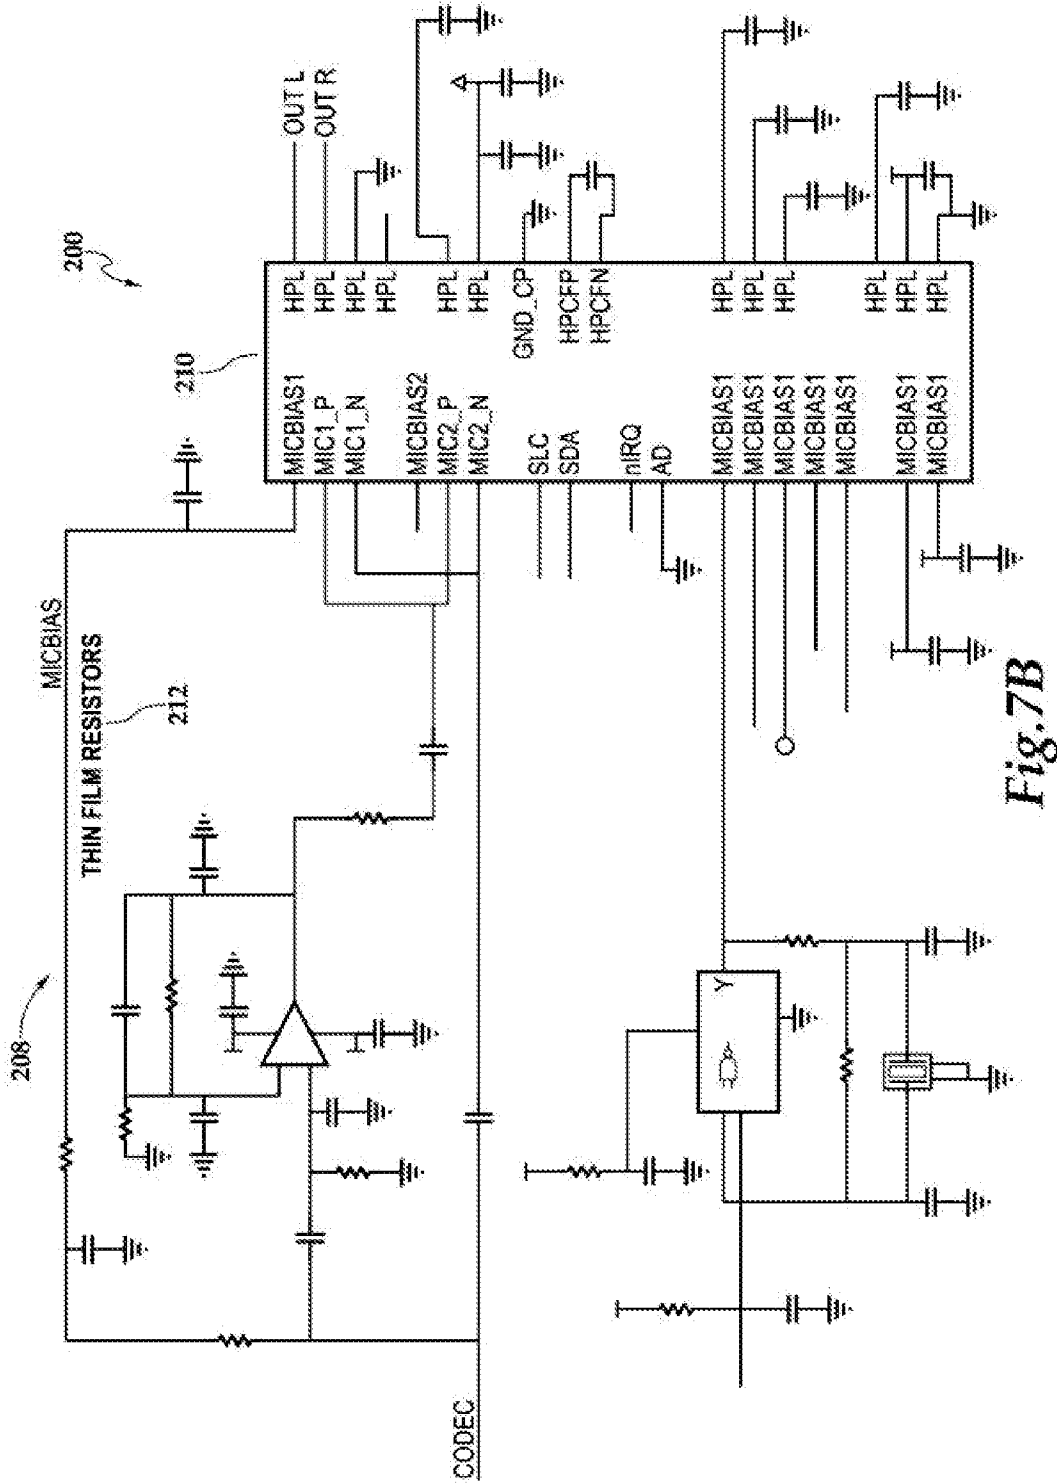 200
210
208
MICBIAS
THIN FILM RESISTORS
212
CODEC
MICBIAS1
MIC1_P
MIC1_N
MICBIAS2
MIC2_P
MIC2_N
SLC
SDA
nIRQ
AD
MICBIAS1
MICBIAS1
MICBIAS1
MICBIAS1
MICBIAS1
MICBIAS1
MICBIAS1
HPL
HPL
HPL
HPL
HPL
HPL
GND_CP
HPCFP
HPCFN
HPL
HPL
HPL
HPL
HPL
HPL
OUT L
OUT R
Y
Fig.7B